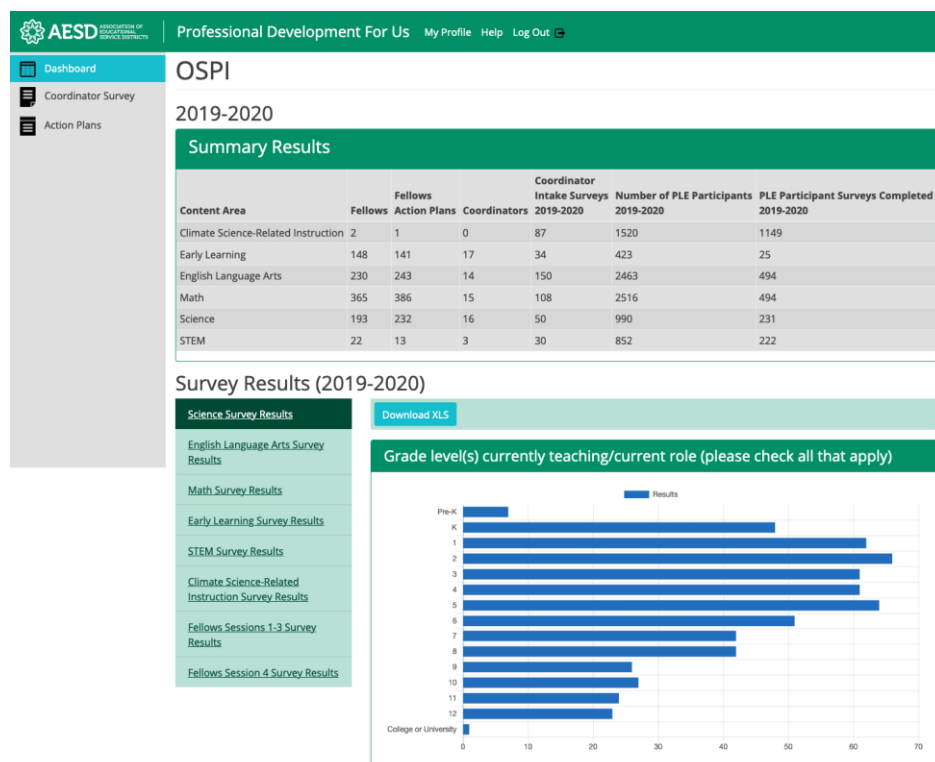 AESD ASSOCIATION OF EDUCATIONAL SERVICE DISTRICTS
Professional Development For Us My Profile Help Log Out
Dashboard
Coordinator Survey
Action Plans
OSPI
2019-2020
Summary Results
Content Area Fellows Fellows Action Plans Coordinators Coordinator Intake Surveys 2019-2020 Number of PLE Participants 2019-2020 PLE Participant Surveys Completed 2019-2020
Climate Science-Related Instruction 2 1 0 87 1520 1149
Early Learning 148 141 17 34 423 25
English Language Arts 230 243 14 150 2463 494
Math 365 386 15 108 2516 494
Science 193 232 16 50 990 231
STEM 22 13 3 30 852 222
Survey Results (2019-2020)
Science Survey Results
English Language Arts Survey
Results
Math Survey Results
Early Learning Survey Results
STEM Survey Results
Climate Science-Related
Instruction Survey Results
Fellows Sessions 1-3 Survey
Results
Fellows Session 4 Survey Results
Download XLS
Grade level(s) currently teaching/current role (please check all that apply)
Results
Pre-K
K
1
2
3
4
5
6
7
8
9
10
11
12
College or University
0 10 20 30 40 50 60 70